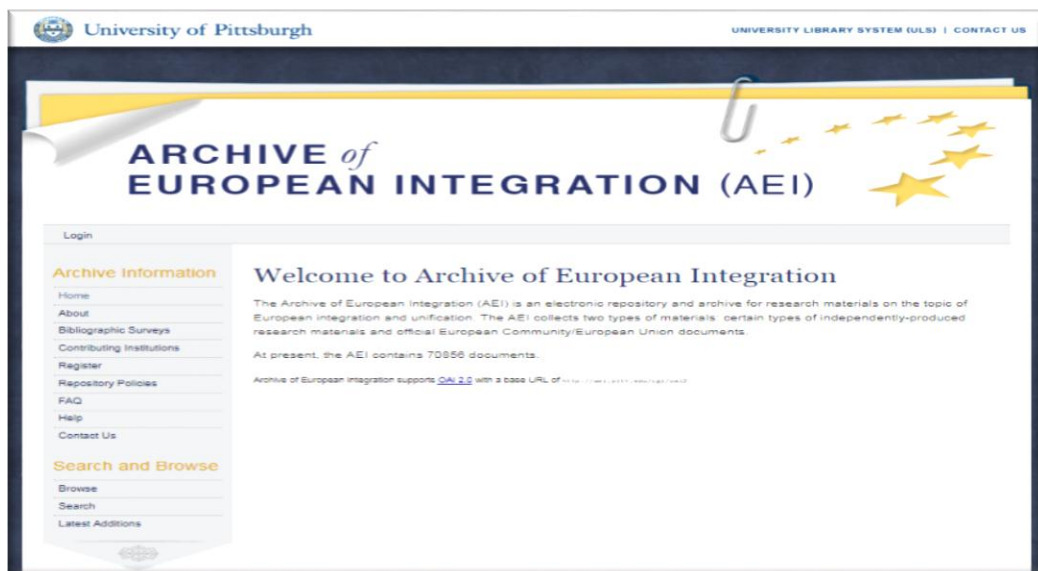 University of Pittsburgh
UNIVERSITY LIBRARY SYSTEM (ULS) | CONTACT US
ARCHIVE of
EUROPEAN INTEGRATION (AEI)
Login
Archive Information
Home
About
Bibliographic Surveys
Contributing Institutions
Register
Repository Policies
FAQ
Help
Contact Us
Search and Browse
Browse
Search
Latest Additions
Welcome to Archive of European Integration
The Archive of European Integration (AEI) is an electronic repository and archive for research materials on the topic of
European integration and unification. The AEI collects two types of materials: certain types of independently-produced
research materials and official European Community/European Union documents.
At present, the AEI contains 70856 documents.
Archive of European Integration supports OAI 2.0 with a base URL of